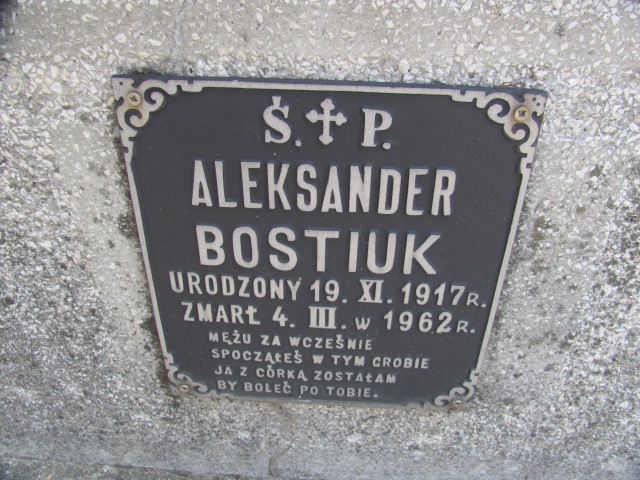 Ś. ✝ P.
ALEKSANDER
BOSTIUK
URODZONY 19. XI. 1917 R.
ZMARŁ 4. III. W 1962 R.
MĘŻU ZA WCZEŚNIE
SPOCZĄŁEŚ W TYM GROBIE
JA Z CÓRKĄ ZOSTAŁAM
BY BOLEĆ PO TOBIE.